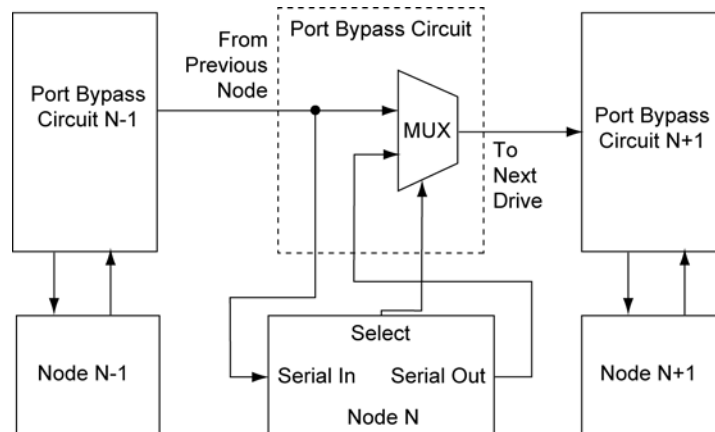 Port Bypass
Circuit N-1
From
Previous
Node
Port Bypass Circuit
MUX
To
Next
Drive
Port Bypass
Circuit N+1
Node N-1
Select
Serial In
Serial Out
Node N
Node N+1